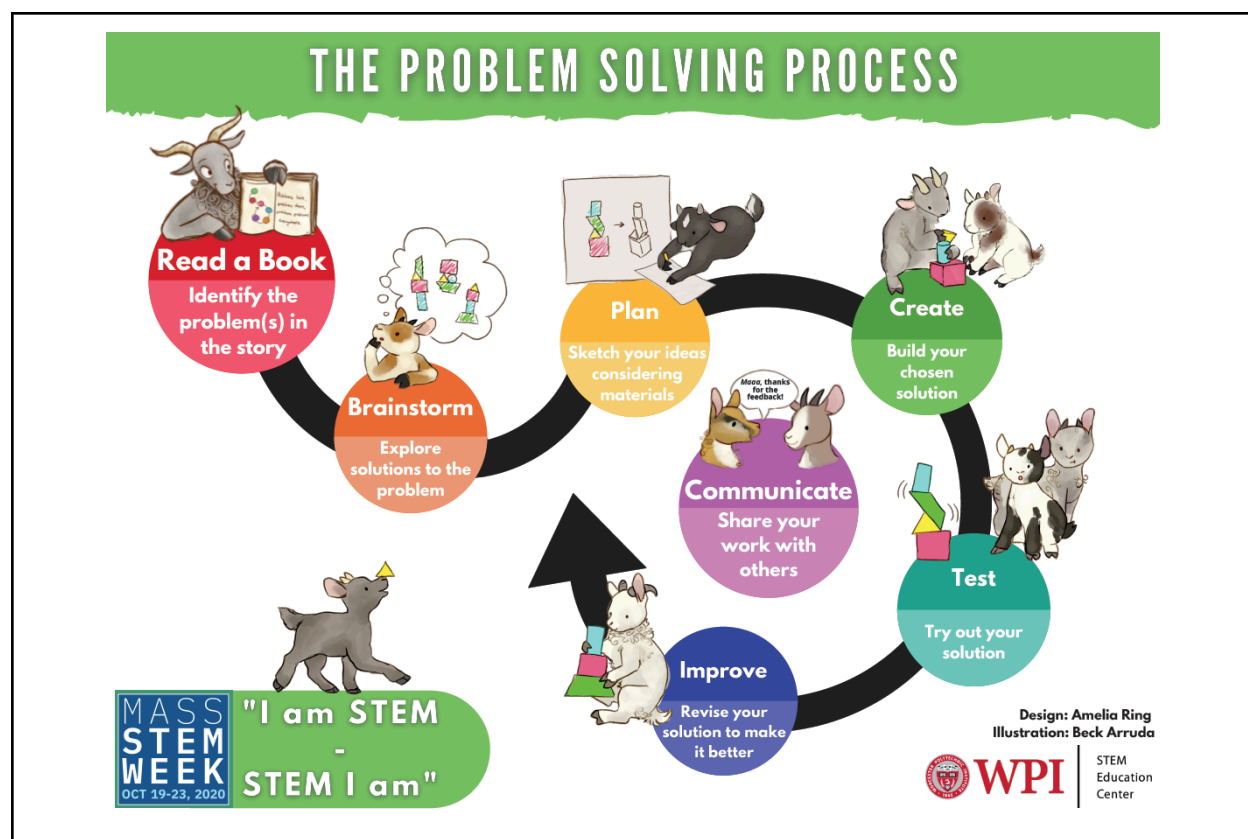 THE PROBLEM SOLVING PROCESS
Read a Book
Identify the
problem(s) in
the story
Brainstorm
Explore
solutions to the
problem
Plan
Sketch your ideas
considering
materials
Create
Build your
chosen
solution
Test
Try out your
solution
Improve
Revise your
solution to make
it better
Maaa, thanks
for the
feedback!
Communicate
Share your
work with
others
MASS
STEM
WEEK
OCT 19-23, 2020
"I am STEM
-
STEM I am"
Design: Amelia Ring
Illustration: Beck Arruda
WPI
STEM
Education
Center